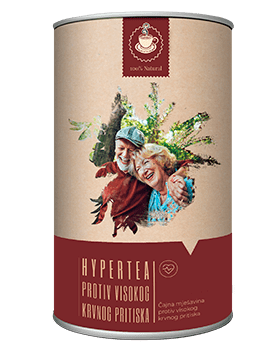 100% Natural
HYPERTEA
PROTIV VISOKOG
KRVNOG PRITISKA
Čajna mješavina
protiv visokog
krvnog pritiska